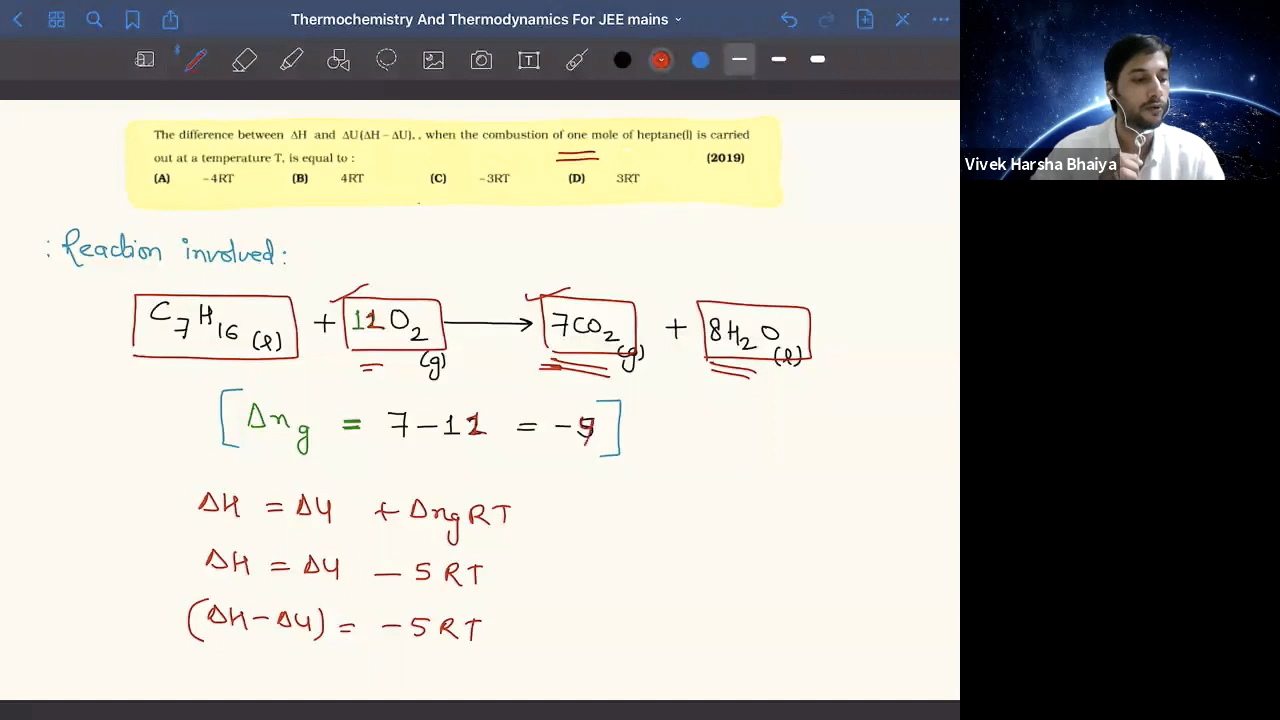 Thermochemistry And Thermodynamics For JEE mains
The difference between ΔH and ΔU(ΔH – ΔU), , when the combustion of one mole of heptane(l) is carried
out at a temperature T, is equal to : (2019)
(A) –4RT (B) 4RT (C) –3RT (D) 3RT
Vivek Harsha Bhaiya
: Reaction involved:
C7H16 (l) + 11O2 (g) → 7CO2 (g) + 8H2O (l)
[Δng = 7 – 11 = – ]
ΔH = ΔU + Δng RT
ΔH = ΔU – 5RT
(ΔH – ΔU) = – 5RT